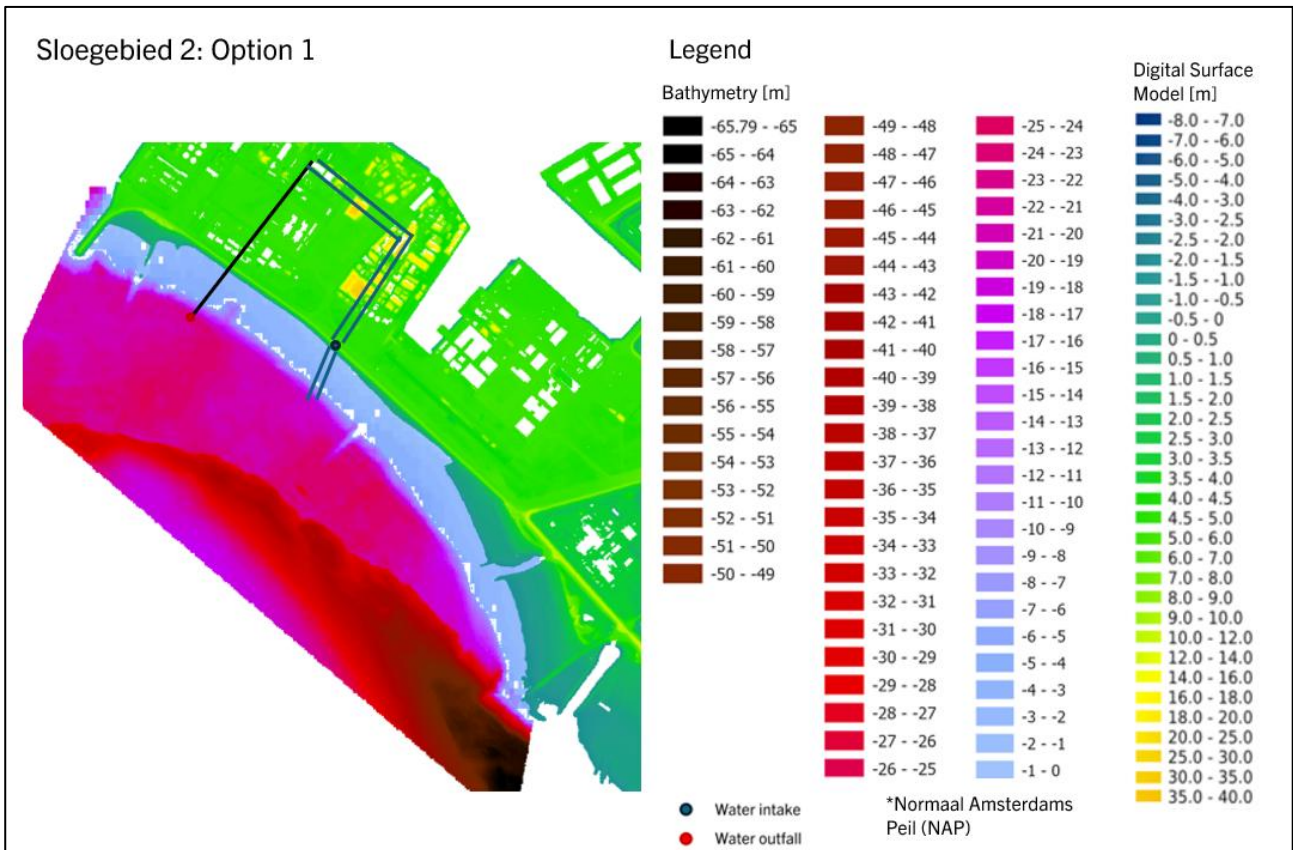 Sloegebied 2: Option 1
Legend
Bathymetry [m]
-65.79 - -65
-65 - -64
-64 - -63
-63 - -62
-62 - -61
-61 - -60
-60 - -59
-59 - -58
-58 - -57
-57 - -56
-56 - -55
-55 - -54
-54 - -53
-53 - -52
-52 - -51
-51 - -50
-50 - -49
-49 - -48
-48 - -47
-47 - -46
-46 - -45
-45 - -44
-44 - -43
-43 - -42
-42 - -41
-41 - -40
-40 - -39
-39 - -38
-38 - -37
-37 - -36
-36 - -35
-35 - -34
-34 - -33
-33 - -32
-32 - -31
-31 - -30
-30 - -29
-29 - -28
-28 - -27
-27 - -26
-26 - -25
-25 - -24
-24 - -23
-23 - -22
-22 - -21
-21 - -20
-20 - -19
-19 - -18
-18 - -17
-17 - -16
-16 - -15
-15 - -14
-14 - -13
-13 - -12
-12 - -11
-11 - -10
-10 - -9
-9 - -8
-8 - -7
-7 - -6
-6 - -5
-5 - -4
-4 - -3
-3 - -2
-2 - -1
-1 - 0
Digital Surface
Model [m]
-8.0 - -7.0
-7.0 - -6.0
-6.0 - -5.0
-5.0 - -4.0
-4.0 - -3.0
-3.0 - -2.5
-2.5 - -2.0
-2.0 - -1.5
-1.5 - -1.0
-1.0 - -0.5
-0.5 - 0
0 - 0.5
0.5 - 1.0
1.0 - 1.5
1.5 - 2.0
2.0 - 2.5
2.5 - 3.0
3.0 - 3.5
3.5 - 4.0
4.0 - 4.5
4.5 - 5.0
5.0 - 6.0
6.0 - 7.0
7.0 - 8.0
8.0 - 9.0
9.0 - 10.0
10.0 - 12.0
12.0 - 14.0
14.0 - 16.0
16.0 - 18.0
18.0 - 20.0
20.0 - 25.0
25.0 - 30.0
30.0 - 35.0
35.0 - 40.0
Water intake
Water outfall
*Normaal Amsterdams
Peil (NAP)